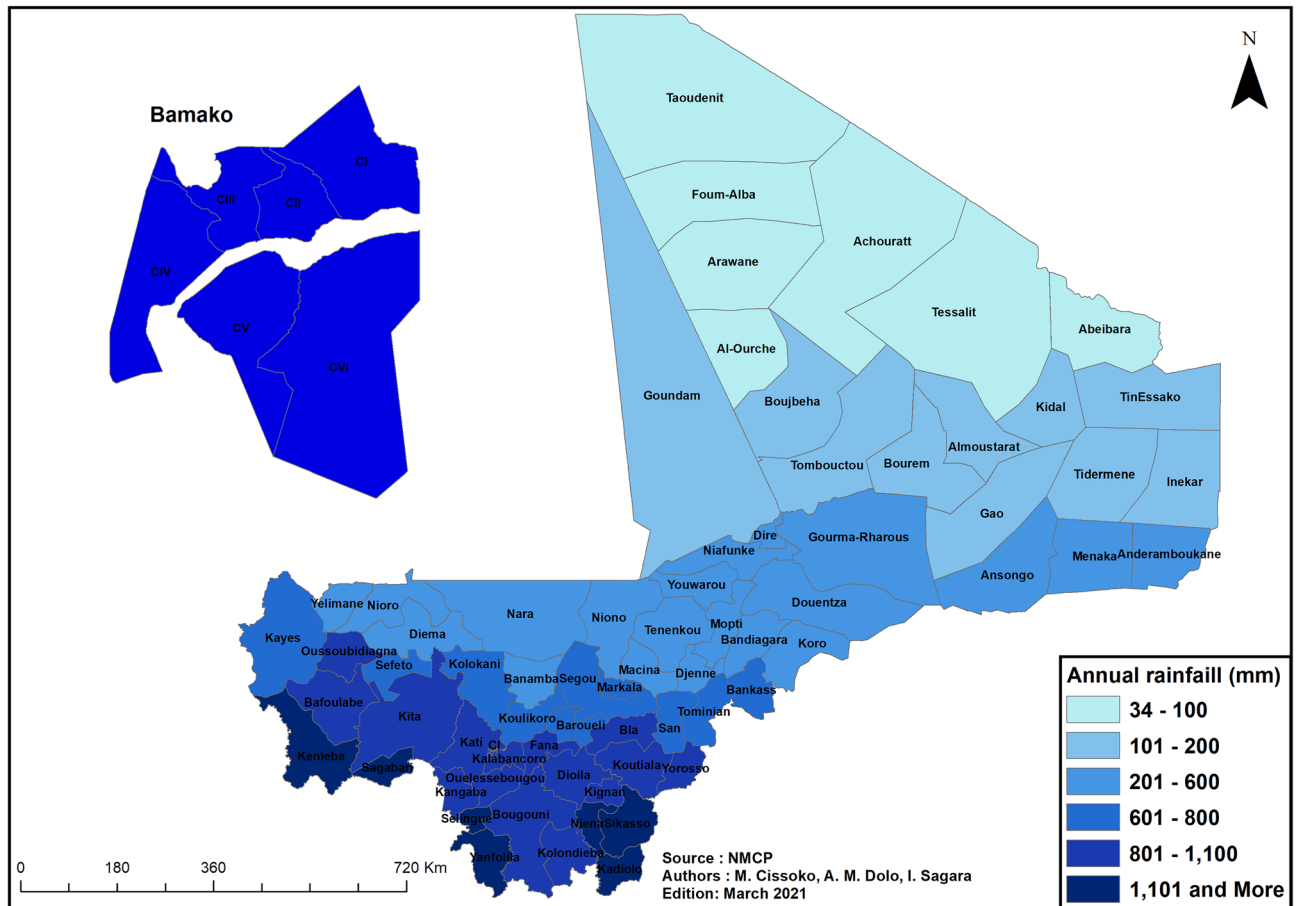 N
Bamako
Taoudenit
CI
CIII
CII
Foum-Alba
Achouratt
Arawane
CIV
Tessalit
CV
Abeibara
Al-Ourche
CVI
Goundam
Boujbeha
Kidal
TinEssako
Almoustarat
Tombouctou
Bourem
Tidermene
Inekar
Gao
Dire
Gourma-Rharous
Niafunke
Menaka
Anderamboukane
Ansongo
Youwarou
Yelimane
Nioro
Nara
Niono
Douentza
Kayes
Diema
Tenenkou
Mopti
Bandiagara
Koro
Oussoubidiagna
Sefeto
Kolokani
Banamba
Segou
Macina
Djenne
Markala
Bankass
Bafoulabe
Kita
Koulikoro
Baroueli
Tominian
San
Bla
Kenieba
Kati
CI
Fana
Kalabancoro
Sagabari
Koutiala
Yorosso
Ouelessebougou
Dioila
Kangaba
Kignan
Selingue
Bougouni
Niena
Sikasso
Yanfolila
Kolondieba
Kadiolo
0 180 360 720 Km
Source : NMCP
Authors : M. Cissoko, A. M. Dolo, I. Sagara
Edition: March 2021
Annual rainfaill (mm)
34 - 100
101 - 200
201 - 600
601 - 800
801 - 1,100
1,101 and More